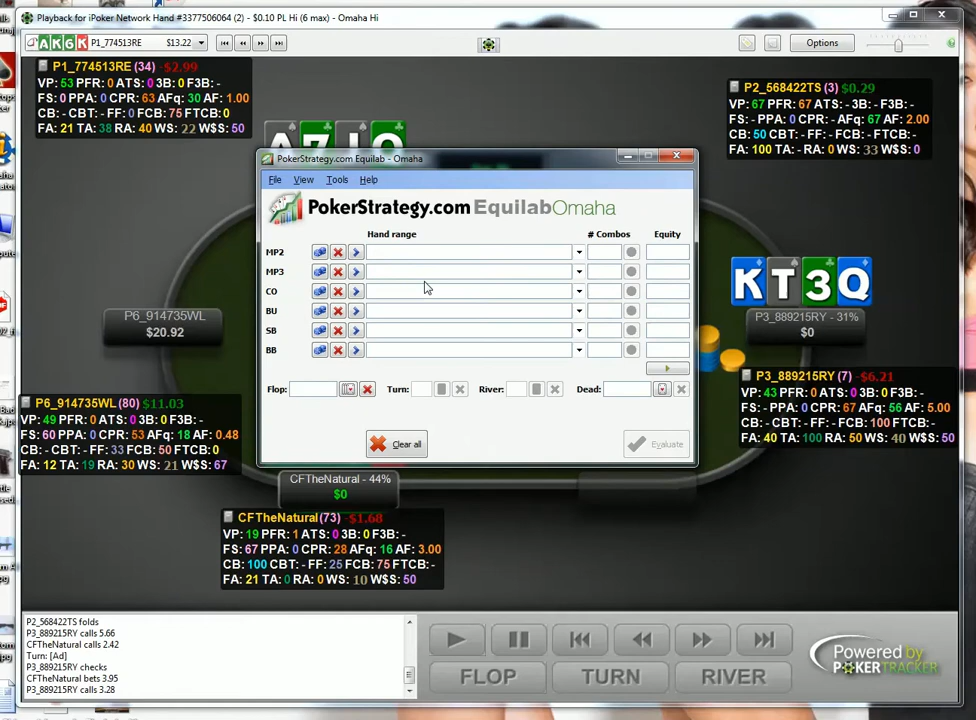 Playback for iPoker Network Hand #3377506064 (2) - $0.10 PL Hi (6 max) - Omaha Hi
A K 6 K P1_774513RE $13.22
Options
P1_774513RE (34) -$2.99
VP: 53 PFR: 0 ATS: 0 3B: 0 F3B: -
FS: 0 PPA: 0 CPR: 63 AFq: 30 AF: 1.00
CB: - CBT: - FF: 0 FCB: 75 FTCB: 0
FA: 21 TA: 38 RA: 40 WS: 22 W$S: 50
P2_568422TS (3) $0.29
VP: 67 PFR: 67 ATS: - 3B: - F3B: -
FS: - PPA: 0 CPR: - AFq: 67 AF: 2.00
CB: 50 CBT: - FF: - FCB: - FTCB: -
FA: 100 TA: - RA: - WS: 33 W$S: 0
PokerStrategy.com Equilab - Omaha
File View Tools Help
PokerStrategy.com EquilabOmaha
Hand range # Combos Equity
MP2
MP3
CO
BU
SB
BB
Flop: Turn: River: Dead:
Clear all Evaluate
K T 3 Q
P3_889215RY - 31%
$0
P6_914735WL
$20.92
P3_889215RY (7) -$6.21
VP: 43 PFR: 0 ATS: - 3B: 0 F3B: -
FS: - PPA: 0 CPR: 67 AFq: 56 AF: 5.00
CB: - CBT: - FF: - FCB: 100 FTCB: -
FA: 40 TA: 100 RA: 50 WS: 40 W$S: 50
P6_914735WL (80) $11.03
VP: 49 PFR: 0 ATS: 0 3B: 0 F3B: -
FS: 60 PPA: 0 CPR: 53 AFq: 18 AF: 0.48
CB: - CBT: - FF: 33 FCB: 50 FTCB: 0
FA: 12 TA: 19 RA: 30 WS: 21 W$S: 67
CFTheNatural - 44%
$0
CFTheNatural (73) -$1.68
VP: 19 PFR: 1 ATS: 0 3B: 0 F3B: 0
FS: 67 PPA: 0 CPR: 28 AFq: 16 AF: 3.00
CB: 100 CBT: - FF: 25 FCB: 75 FTCB: -
FA: 21 TA: 0 RA: 0 WS: 10 W$S: 50
P2_568422TS folds
P3_889215RY calls 5.66
CFTheNatural calls 2.42
Turn: [Ad]
P3_889215RY checks
CFTheNatural bets 3.95
P3_889215RY calls 3.28
FLOP TURN RIVER
Powered by
POKERTRACKER